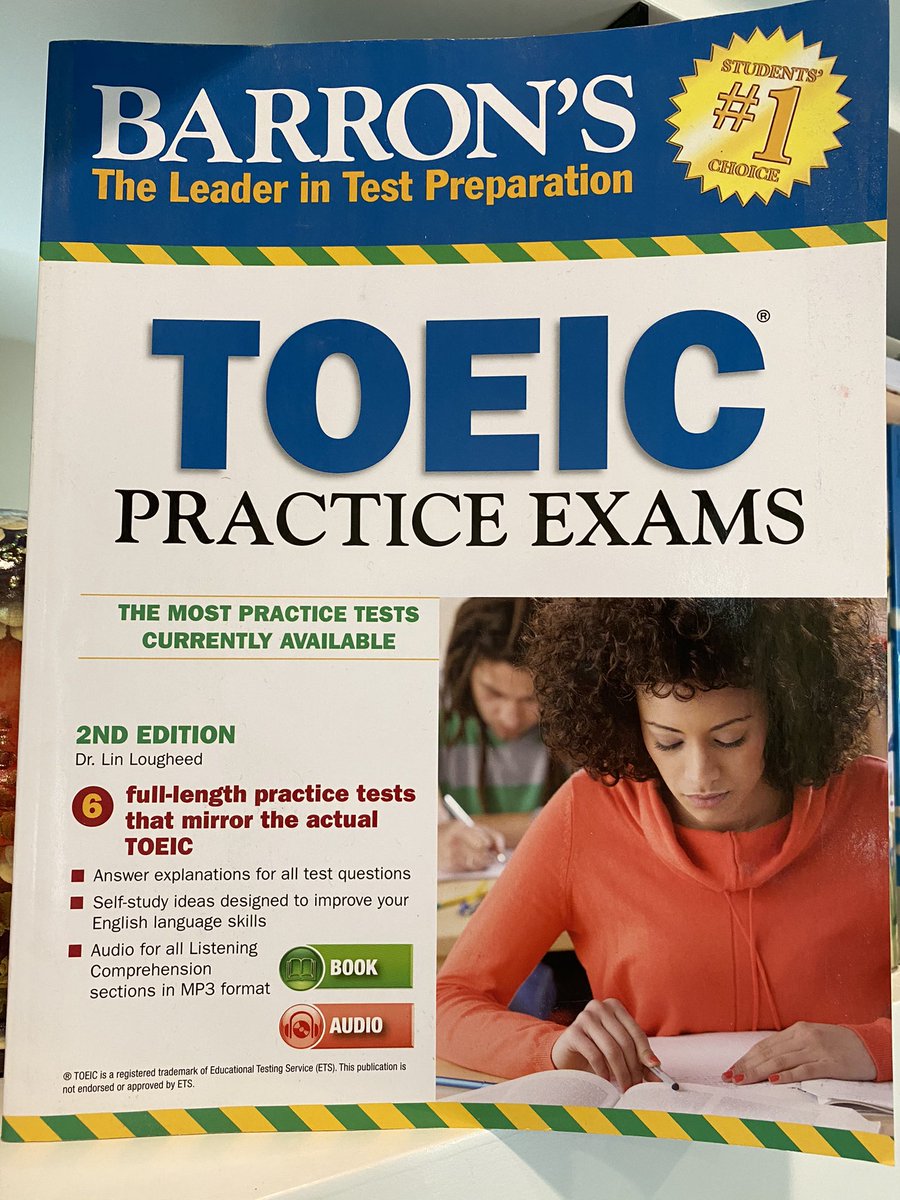 BARRON'S
The Leader in Test Preparation
STUDENTS'
#1
CHOICE
TOEIC®
PRACTICE EXAMS
THE MOST PRACTICE TESTS
CURRENTLY AVAILABLE
2ND EDITION
Dr. Lin Lougheed
6 full-length practice tests
that mirror the actual
TOEIC
■ Answer explanations for all test questions
■ Self-study ideas designed to improve your
English language skills
■ Audio for all Listening
Comprehension
sections in MP3 format
BOOK
AUDIO
® TOEIC is a registered trademark of Educational Testing Service (ETS). This publication is
not endorsed or approved by ETS.